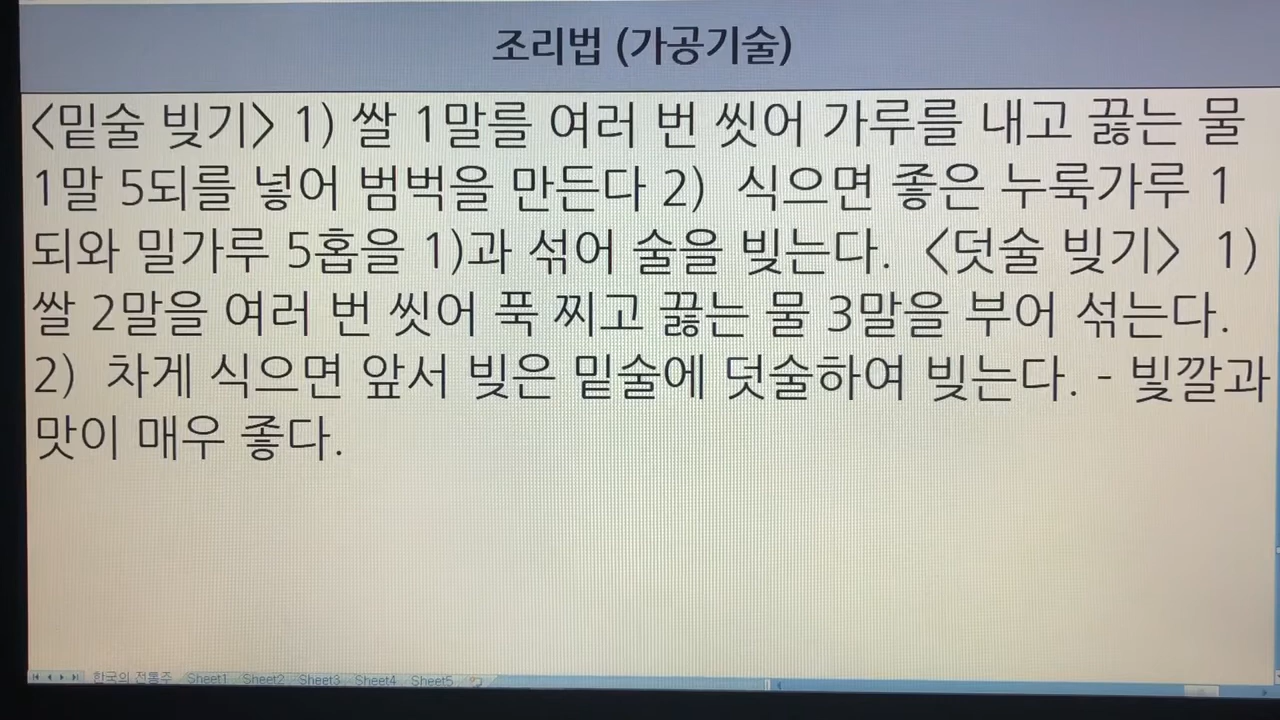 조리법 (가공기술)
<밑술 빚기> 1) 쌀 1말를 여러 번 씻어 가루를 내고 끓는 물
1말 5되를 넣어 범벅을 만든다 2) 식으면 좋은 누룩가루 1
되와 밀가루 5홉을 1)과 섞어 술을 빚는다. <덧술 빚기> 1)
쌀 2말을 여러 번 씻어 푹 찌고 끓는 물 3말을 부어 섞는다.
2) 차게 식으면 앞서 빚은 밑술에 덧술하여 빚는다. - 빛깔과
맛이 매우 좋다.
한국의 전통주 Sheet1 Sheet2 Sheet3 Sheet4 Sheet5